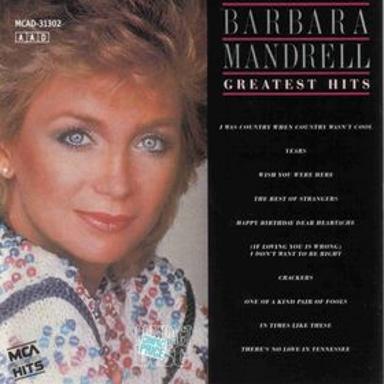 MCAD-31302
AAD
BARBARA
MANDRELL
GREATEST HITS
I WAS COUNTRY WHEN COUNTRY WASN'T COOL
YEARS
WISH YOU WERE HERE
THE BEST OF STRANGERS
HAPPY BIRTHDAY DEAR HEARTACHE
(IF LOVING YOU IS WRONG)
I DON'T WANT TO BE RIGHT
CRACKERS
ONE OF A KIND PAIR OF FOOLS
IN TIMES LIKE THESE
THERE'S NO LOVE IN TENNESSEE
MCA
HITS
PRICE